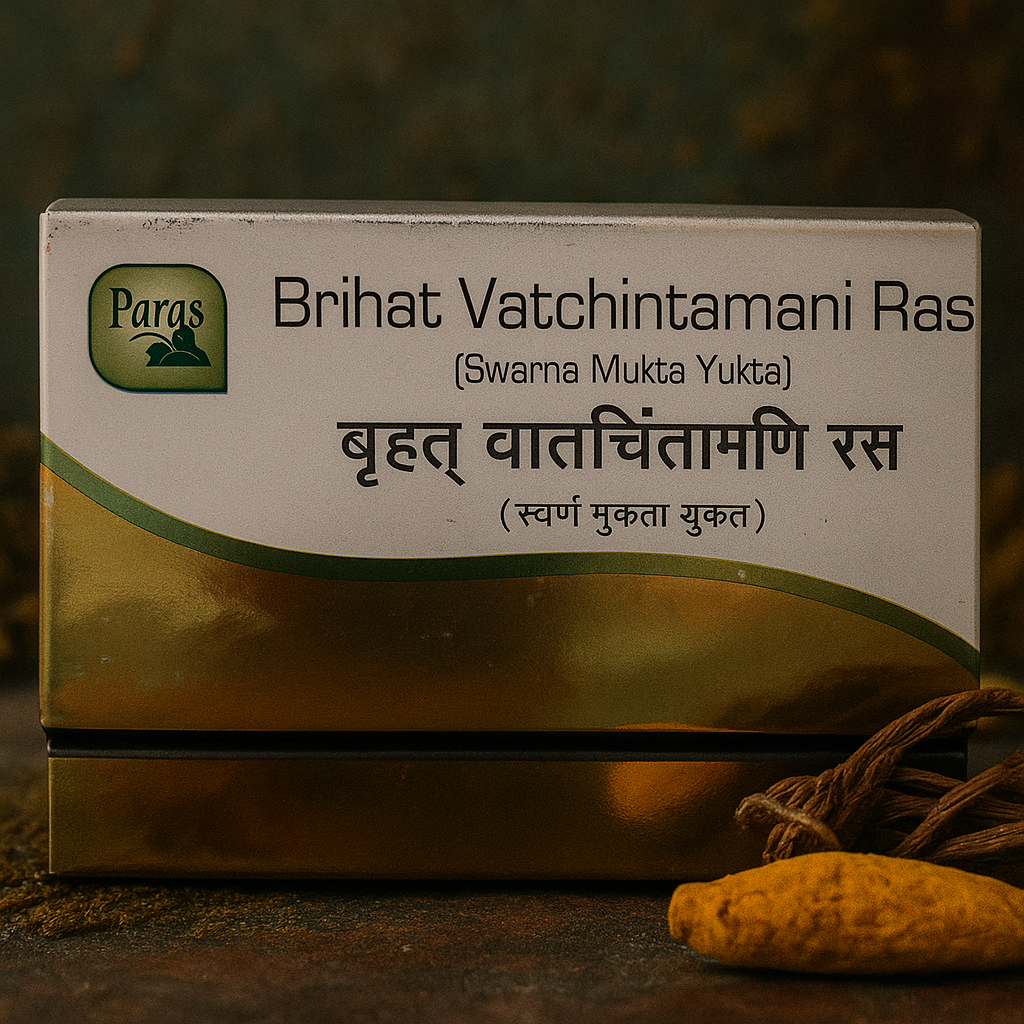 Paras
Brihat Vatchintamani Ras
(Swarna Mukta Yukta)
बृहत् वातचिंतामणि रस
(स्वर्ण मुकता युकत)